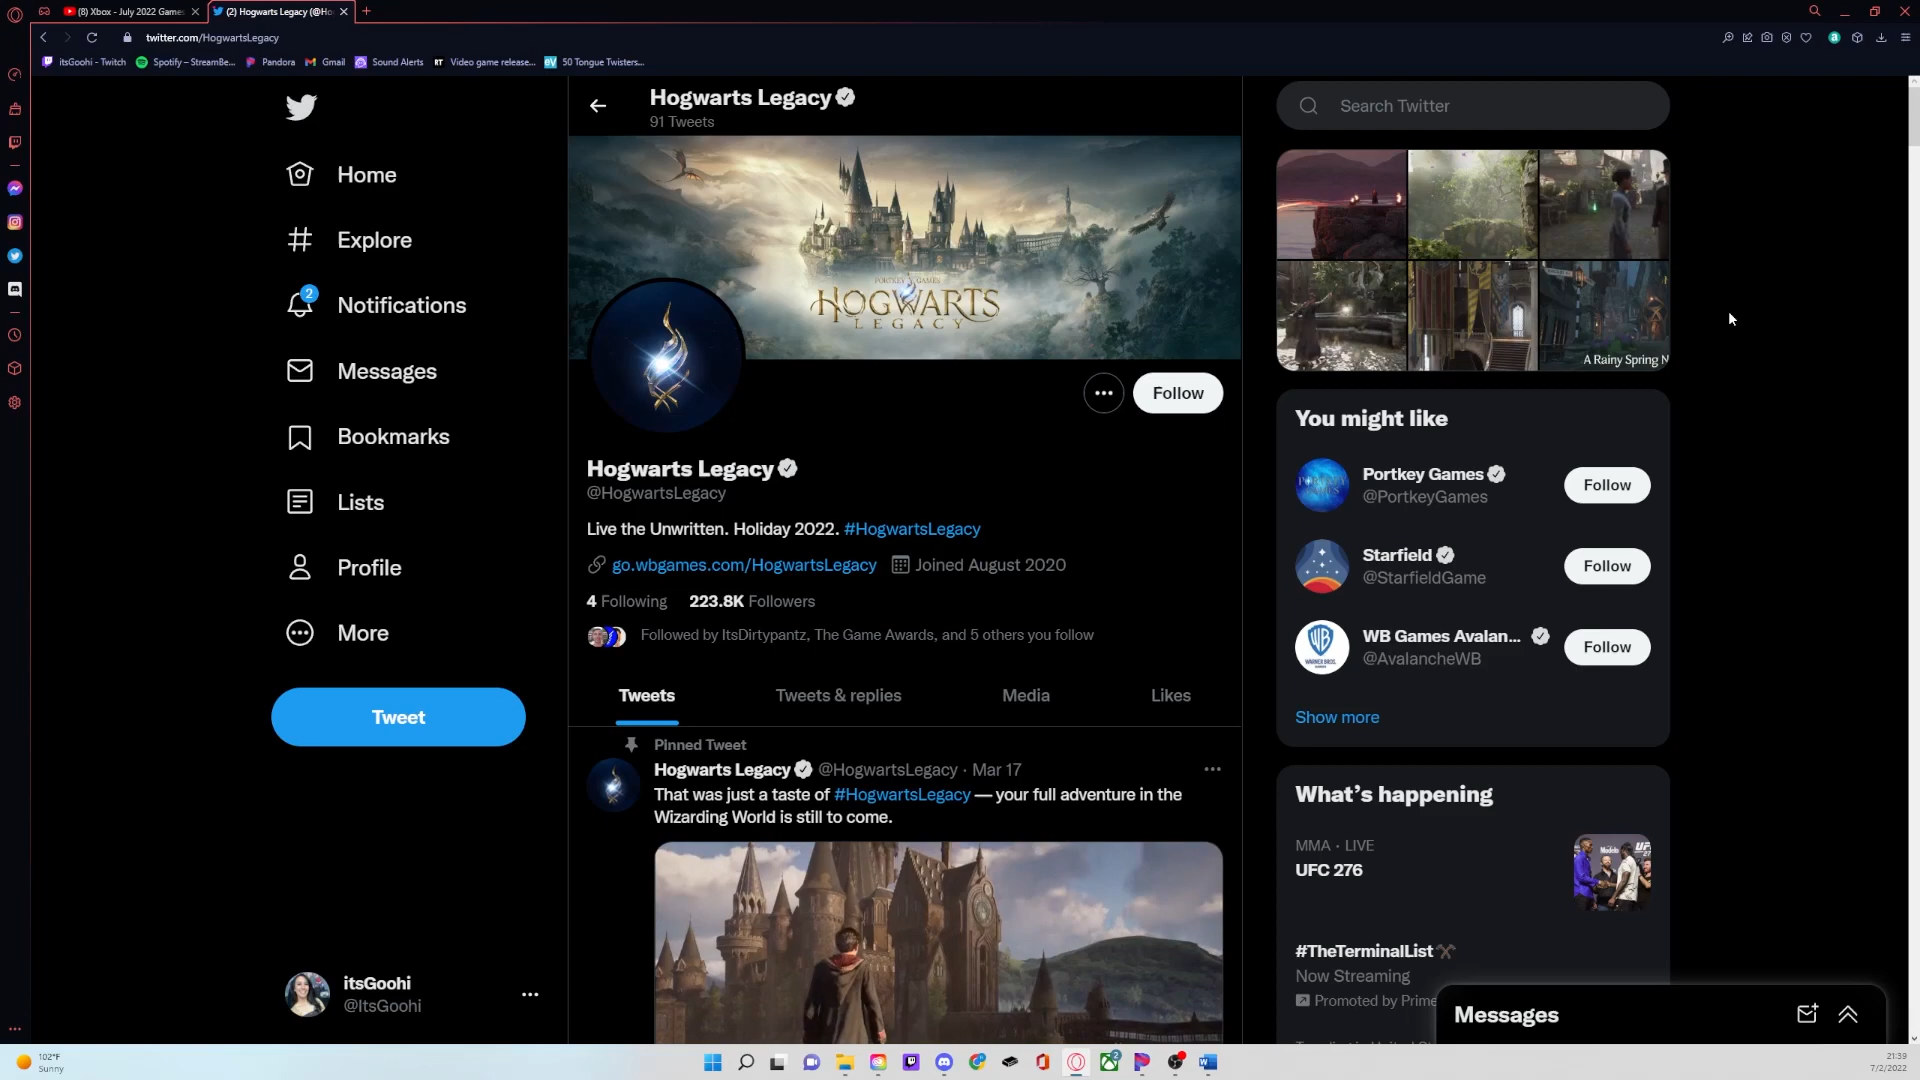 (8) Xbox - July 2022 Games
(2) Hogwarts Legacy (@Ho
twitter.com/HogwartsLegacy
itsGoohi - Twitch
Spotify – StreamBe...
Pandora
Gmail
Sound Alerts
RT
Video game release...
eV
50 Tongue Twisters...
Home
Explore
2
Notifications
Messages
Bookmarks
Lists
Profile
More
Tweet
itsGoohi
@ItsGoohi
Hogwarts Legacy
91 Tweets
PORTKEY GAMES
HOGWARTS
LEGACY
Follow
Hogwarts Legacy
@HogwartsLegacy
Live the Unwritten. Holiday 2022. #HogwartsLegacy
go.wbgames.com/HogwartsLegacy Joined August 2020
4 Following 223.8K Followers
Followed by ItsDirtypantz, The Game Awards, and 5 others you follow
Tweets Tweets & replies Media Likes
Pinned Tweet
Hogwarts Legacy @HogwartsLegacy · Mar 17
That was just a taste of #HogwartsLegacy — your full adventure in the
Wizarding World is still to come.
Search Twitter
A Rainy Spring N
You might like
Portkey Games
@PortkeyGames
Follow
Starfield
@StarfieldGame
Follow
WB Games Avalan...
@AvalancheWB
Follow
Show more
What's happening
MMA · LIVE
UFC 276
#TheTerminalList
Now Streaming
Promoted by Prime
Messages
102°F
Sunny
21:39
7/2/2022